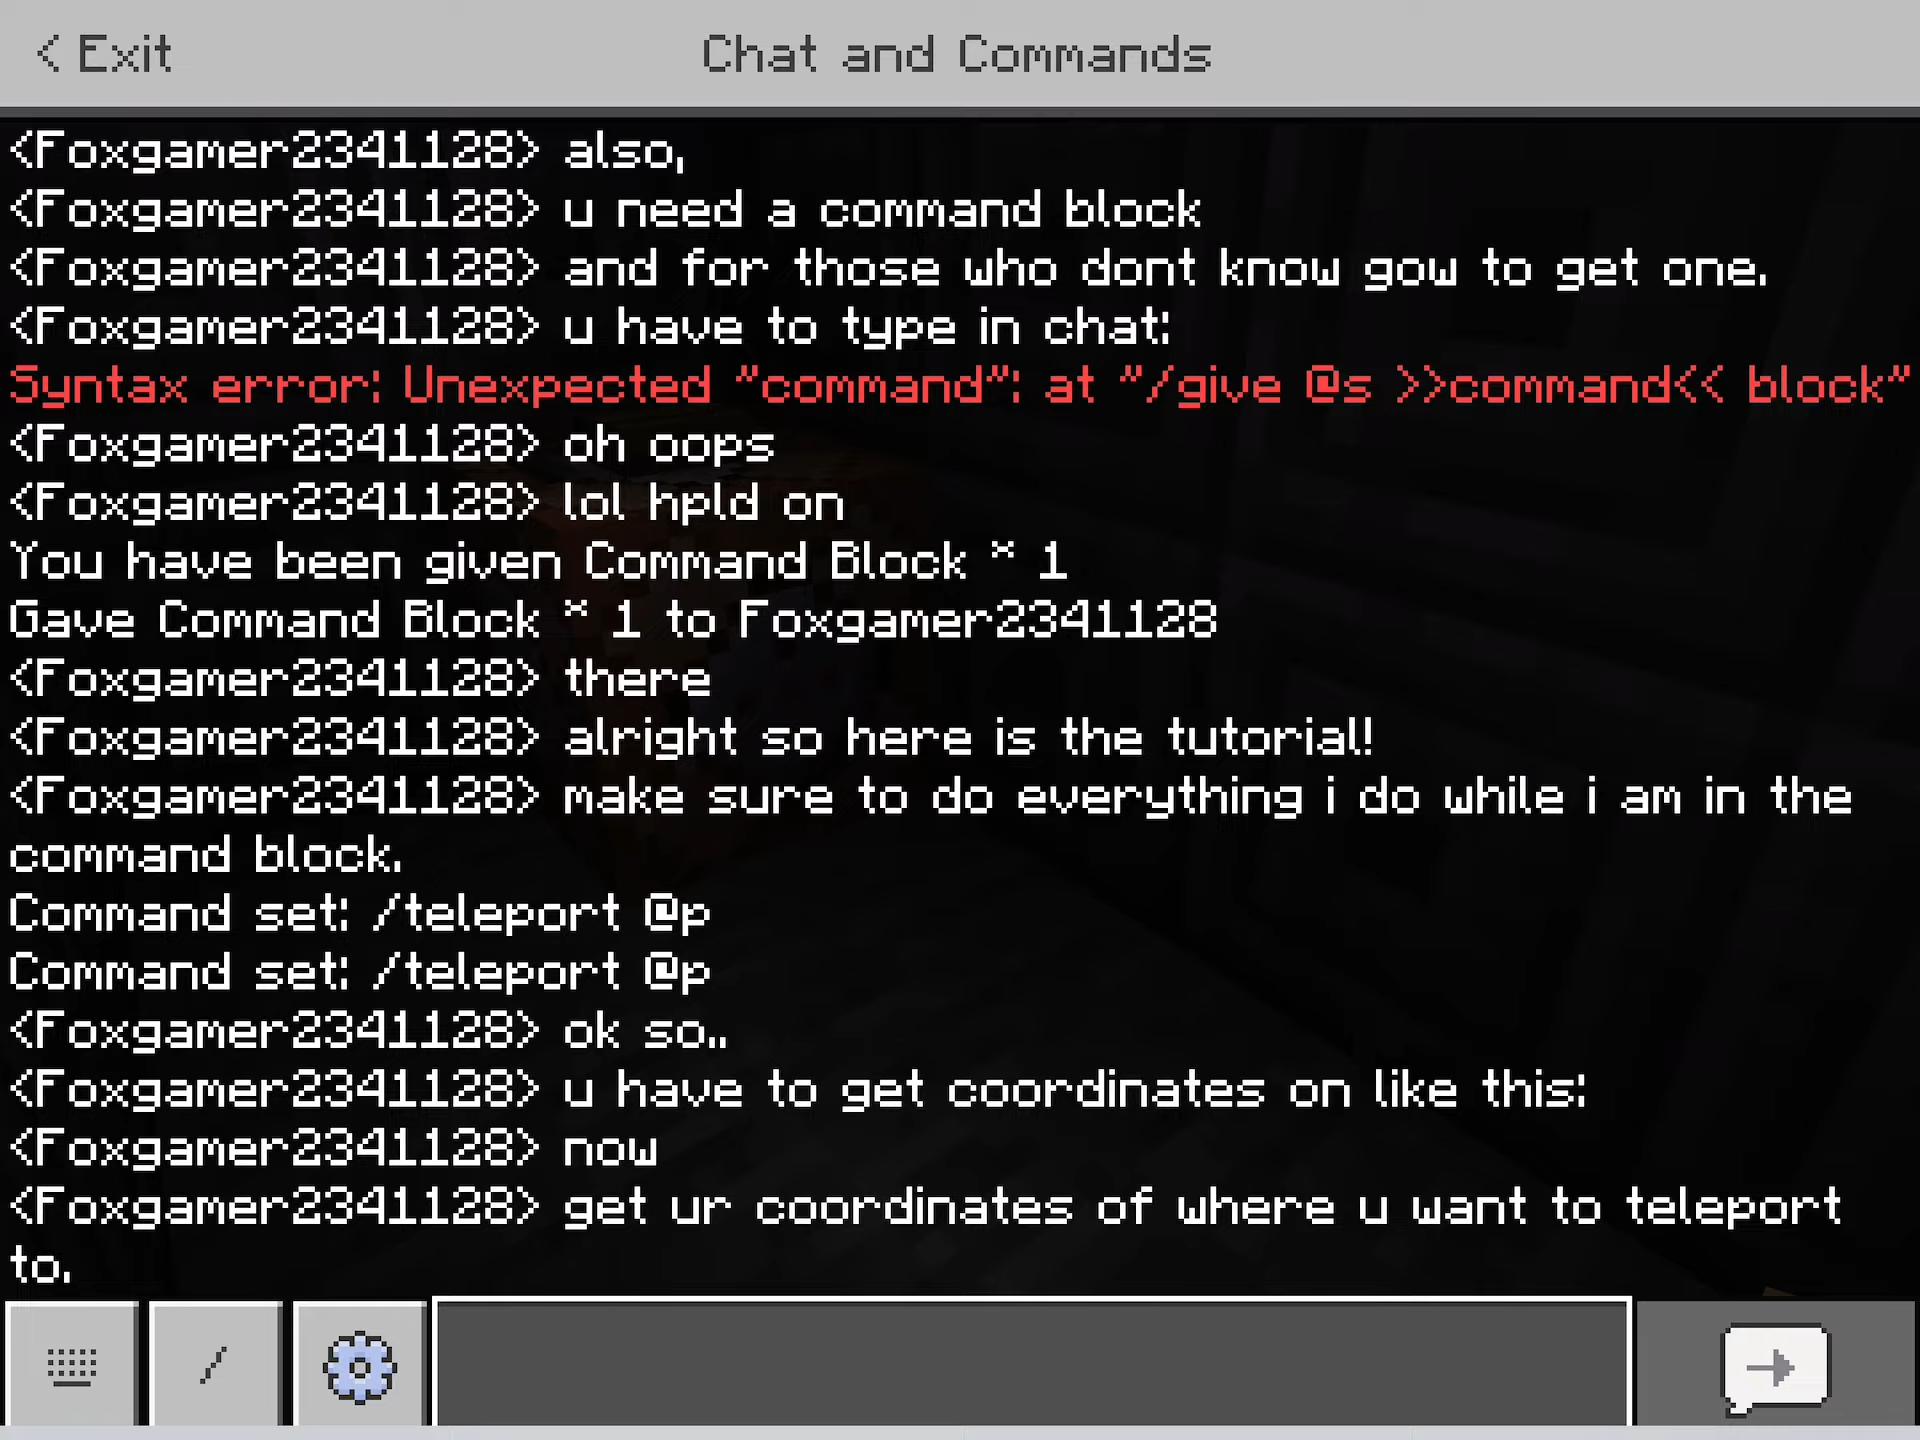 < Exit
Chat and Commands
<Foxgamer2341128> also,
<Foxgamer2341128> u need a command block
<Foxgamer2341128> and for those who dont know gow to get one.
<Foxgamer2341128> u have to type in chat:
Syntax error: Unexpected "command": at "/give @s >>command<< block"
<Foxgamer2341128> oh oops
<Foxgamer2341128> lol hpld on
You have been given Command Block * 1
Gave Command Block * 1 to Foxgamer2341128
<Foxgamer2341128> there
<Foxgamer2341128> alright so here is the tutorial!
<Foxgamer2341128> make sure to do everything i do while i am in the
command block.
Command set: /teleport @p
Command set: /teleport @p
<Foxgamer2341128> ok so..
<Foxgamer2341128> u have to get coordinates on like this:
<Foxgamer2341128> now
<Foxgamer2341128> get ur coordinates of where u want to teleport
to.
/